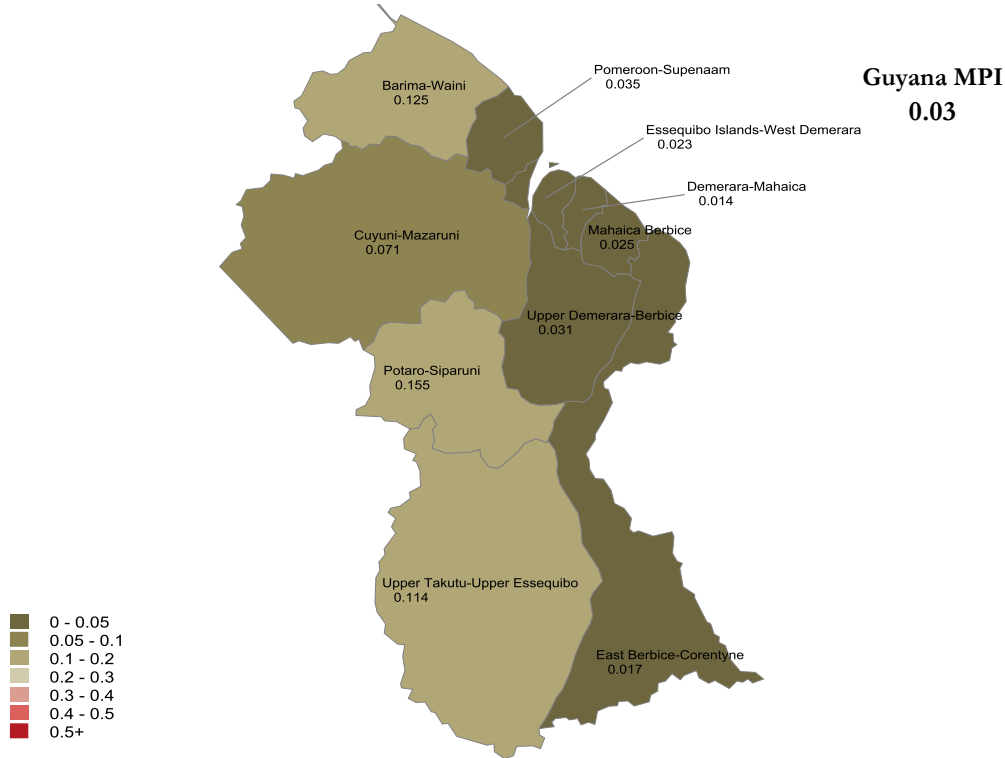 Guyana MPI
0.03
Barima-Waini
0.125
Pomeroon-Supenaam
0.035
Essequibo Islands-West Demerara
0.023
Demerara-Mahaica
0.014
Mahaica Berbice
0.025
Cuyuni-Mazaruni
0.071
Upper Demerara-Berbice
0.031
Potaro-Siparuni
0.155
Upper Takutu-Upper Essequibo
0.114
East Berbice-Corentyne
0.017
0 - 0.05
0.05 - 0.1
0.1 - 0.2
0.2 - 0.3
0.3 - 0.4
0.4 - 0.5
0.5+